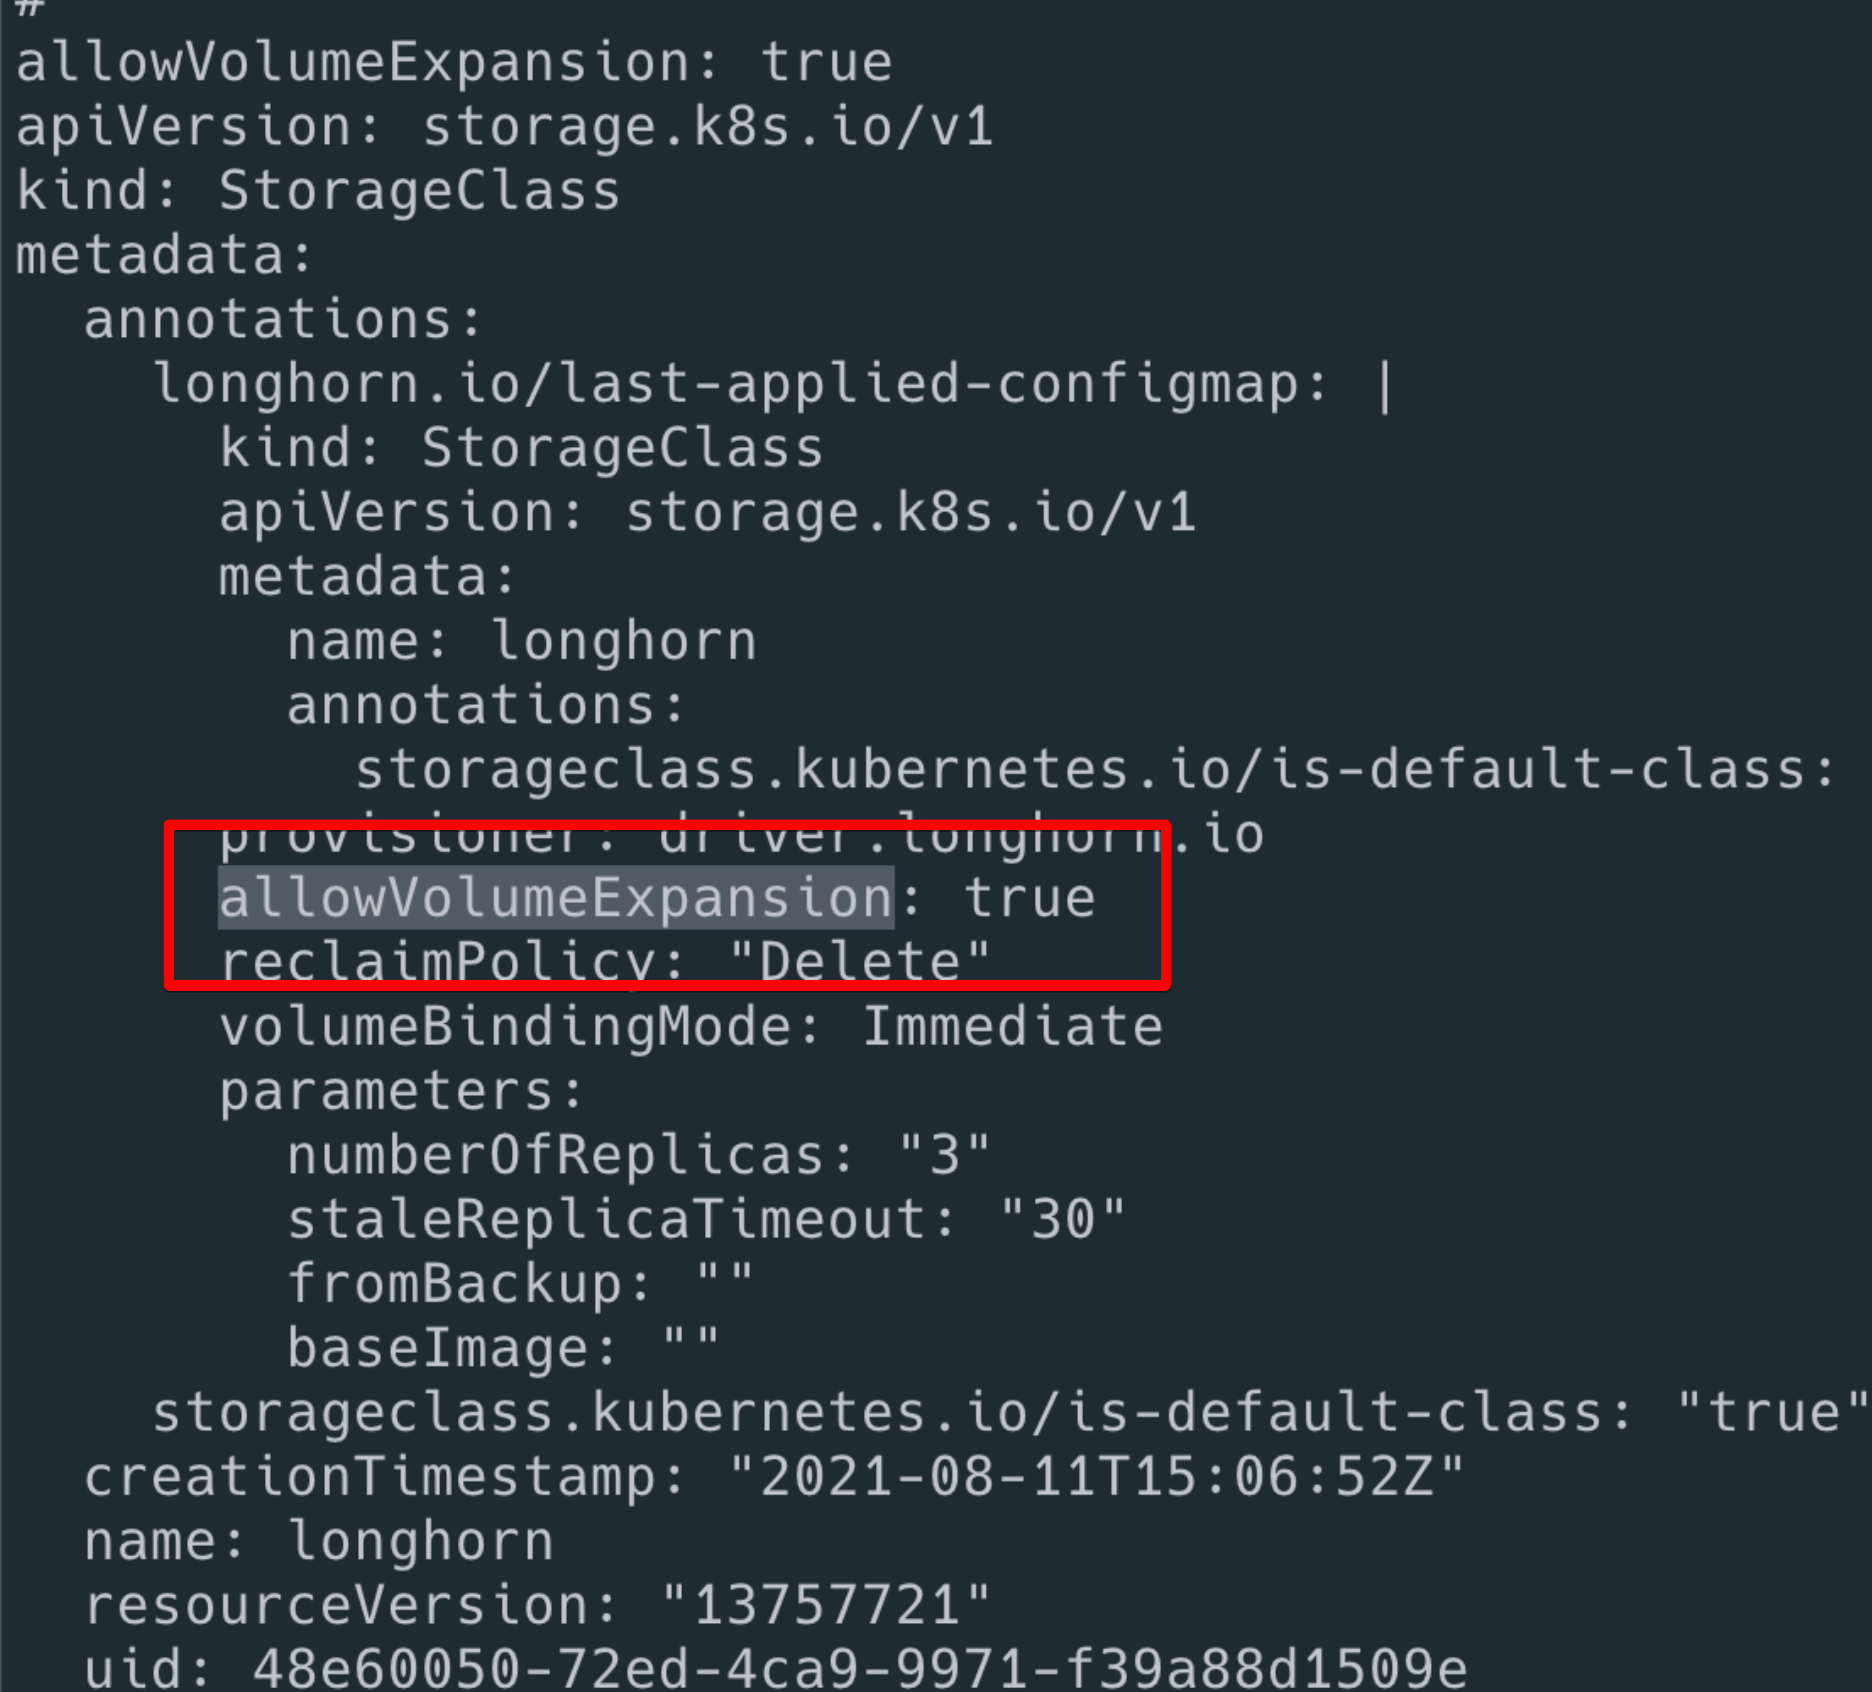 #
allowVolumeExpansion: true
apiVersion: storage.k8s.io/v1
kind: StorageClass
metadata:
  annotations:
    longhorn.io/last-applied-configmap: |
      kind: StorageClass
      apiVersion: storage.k8s.io/v1
      metadata:
        name: longhorn
        annotations:
          storageclass.kubernetes.io/is-default-class:
      provisioner: driver.longhorn.io
      allowVolumeExpansion: true
      reclaimPolicy: "Delete"
      volumeBindingMode: Immediate
      parameters:
        numberOfReplicas: "3"
        staleReplicaTimeout: "30"
        fromBackup: ""
        baseImage: ""
    storageclass.kubernetes.io/is-default-class: "true"
  creationTimestamp: "2021-08-11T15:06:52Z"
  name: longhorn
  resourceVersion: "13757721"
  uid: 48e60050-72ed-4ca9-9971-f39a88d1509e